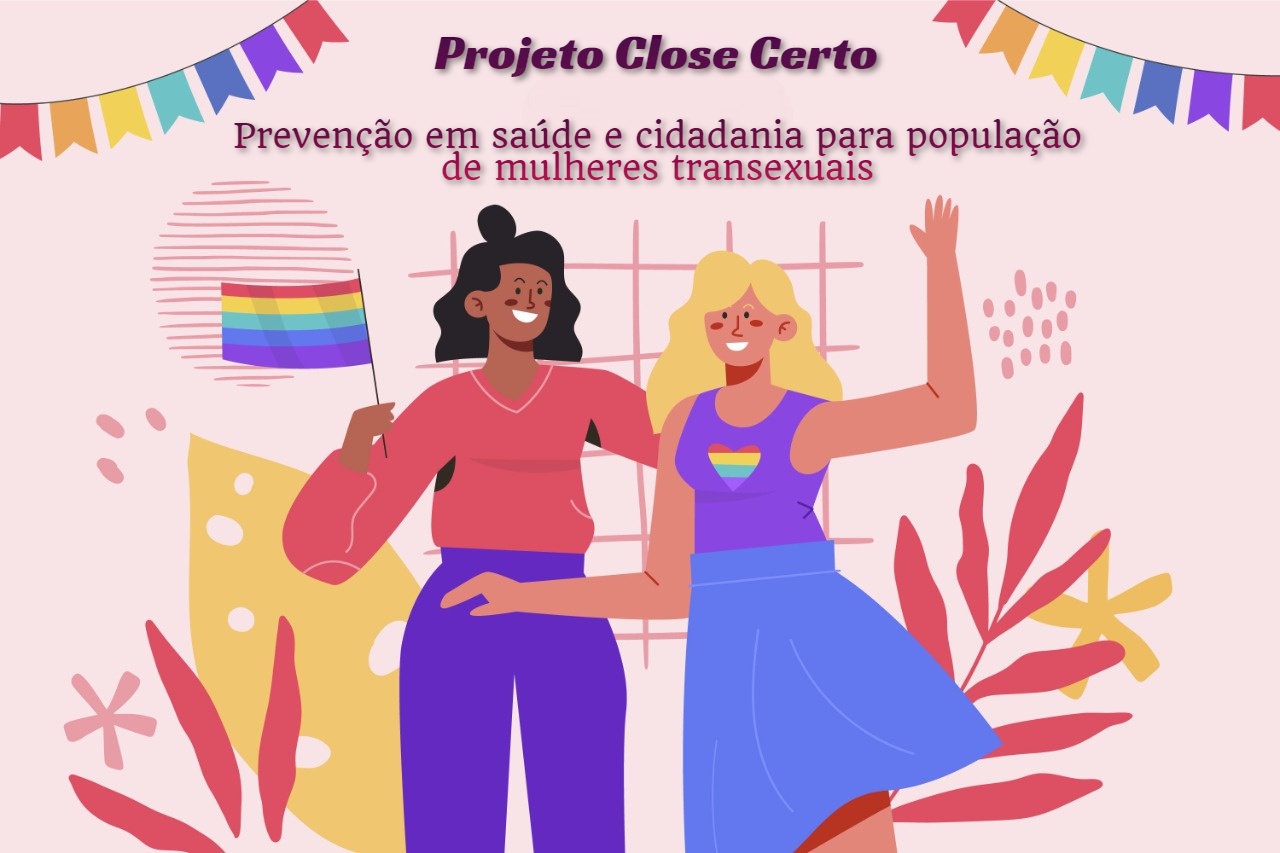 Projeto Close Certo
Prevenção em saúde e cidadania para população
de mulheres transexuais